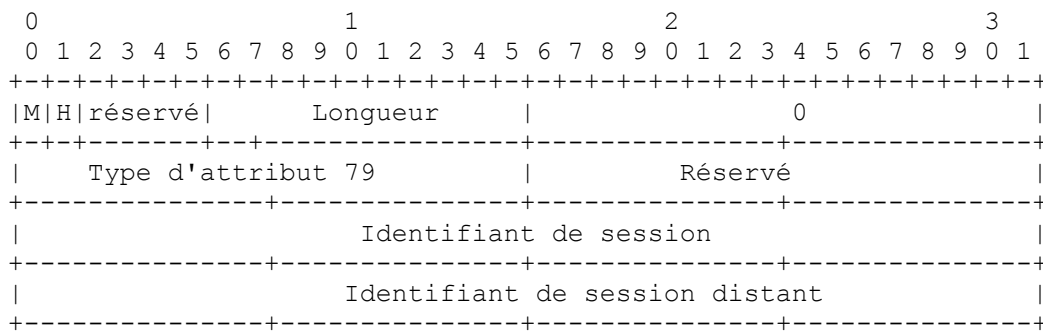 0                   1                   2                   3
0 1 2 3 4 5 6 7 8 9 0 1 2 3 4 5 6 7 8 9 0 1 2 3 4 5 6 7 8 9 0 1
+-+-+-+-+-+-+-+-+-+-+-+-+-+-+-+-+-+-+-+-+-+-+-+-+-+-+-+-+-+-+-+-+
|M|H|réservé|      Longueur     |               0               |
+-+-+-------+--+----------------+---------------+---------------+
|    Type d'attribut 79         |         Réservé               |
+---------------+---------------+---------------+---------------+
|                     Identifiant de session                    |
+---------------+---------------+---------------+---------------+
|                    Identifiant de session distant             |
+---------------+---------------+---------------+---------------+